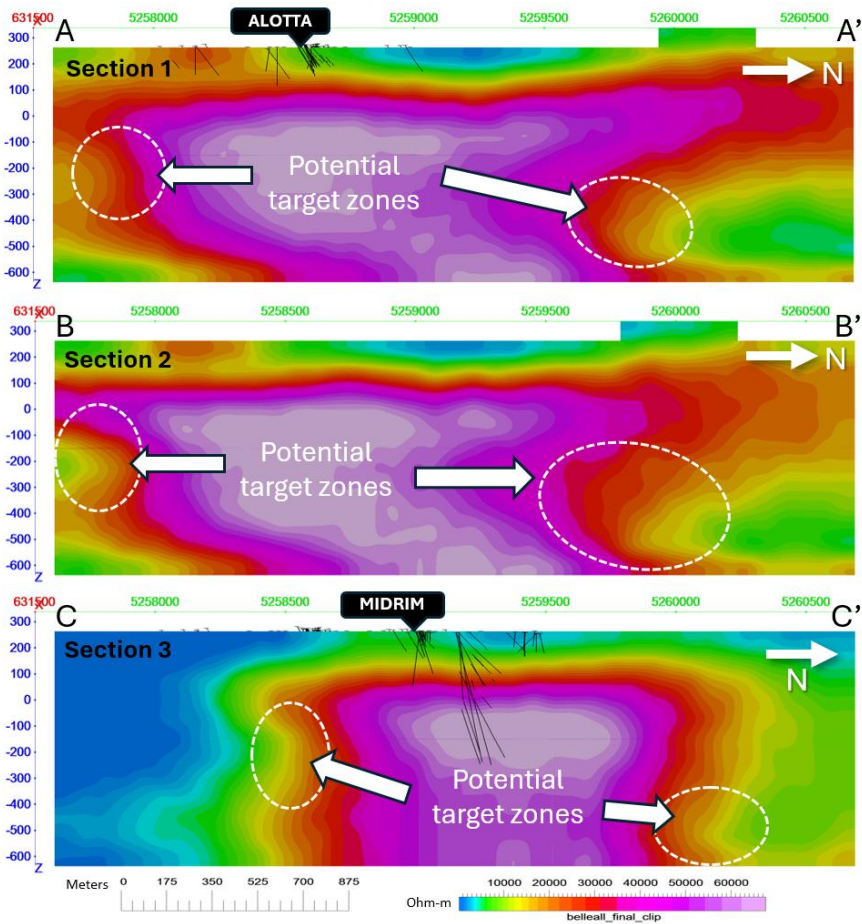 ALOTTA
631500 5258000 5259000 5259500 5260000 5260500
X
A A'
Section 1
N
300
200
100
0
-100
-200
-300
-400
-500
-600
Z
Potential
target zones
631500 5258000 5258500 5259000 5259500 5260000 5260500
X
B B'
Section 2
N
300
200
100
0
-100
-200
-300
-400
-500
-600
Z
Potential
target zones
MIDRIM
631500 5258000 5258500 5259500 5260000 5260500
X
C C'
Section 3
N
300
200
100
0
-100
-200
-300
-400
-500
-600
Z
Potential
target zones
Meters 0 175 350 525 700 875
Ohm-m 10000 20000 30000 40000 50000 60000
belleall_final_clip